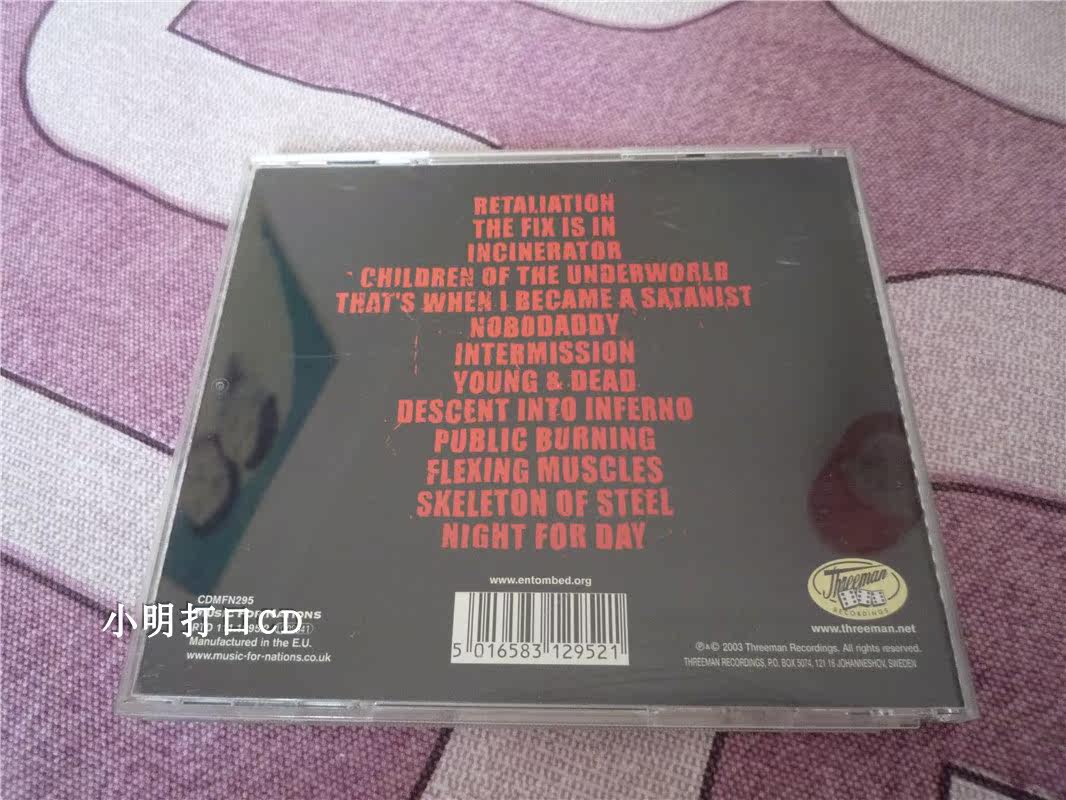 RETALIATION
THE FIX IS IN
INCINERATOR
CHILDREN OF THE UNDERWORLD
THAT'S WHEN I BECAME A SATANIST
NOBODADDY
INTERMISSION
YOUNG & DEAD
DESCENT INTO INFERNO
PUBLIC BURNING
FLEXING MUSCLES
SKELETON OF STEEL
NIGHT FOR DAY
www.entombed.org
CDMFN295
MUSIC FOR NATIONS
小明打口CD
Manufactured in the E.U.
www.music-for-nations.co.uk
5 016583 129521
Threeman
RECORDINGS
www.threeman.net
℗&© 2003 Threeman Recordings. All rights reserved.
THREEMAN RECORDINGS, P.O. BOX 5074, 121 16 JOHANNESHOV, SWEDEN